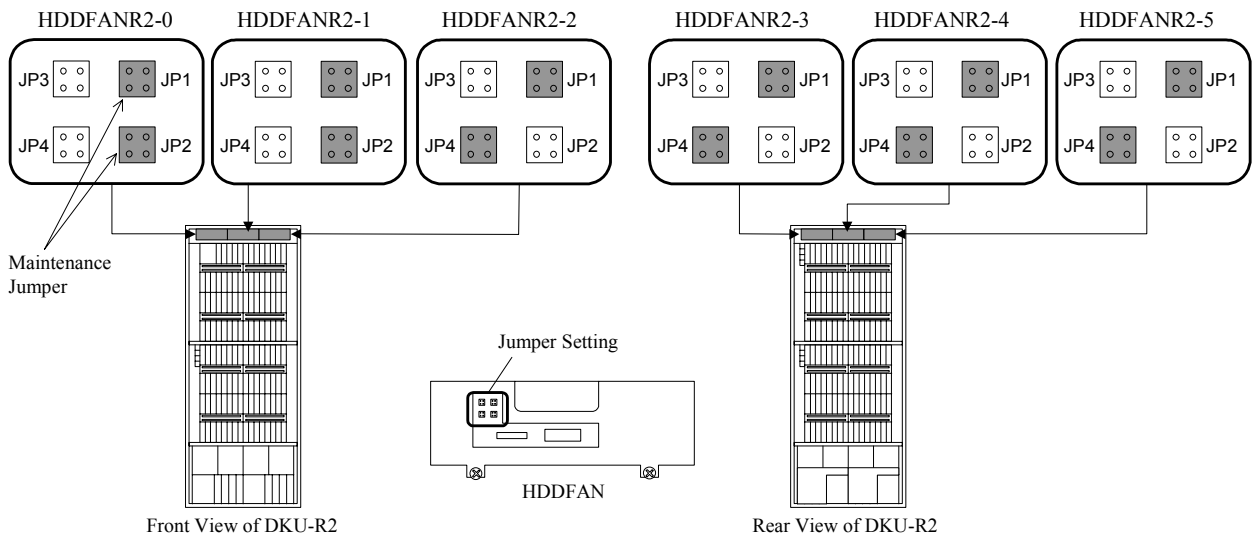 HDDFANR2-0 HDDFANR2-1 HDDFANR2-2 HDDFANR2-3 HDDFANR2-4 HDDFANR2-5
JP3 JP1 JP3 JP1 JP3 JP1 JP3 JP1 JP3 JP1 JP3 JP1
JP4 JP2 JP4 JP2 JP4 JP2 JP4 JP2 JP4 JP2 JP4 JP2
Maintenance
Jumper
Jumper Setting
HDDFAN
Front View of DKU-R2 Rear View of DKU-R2